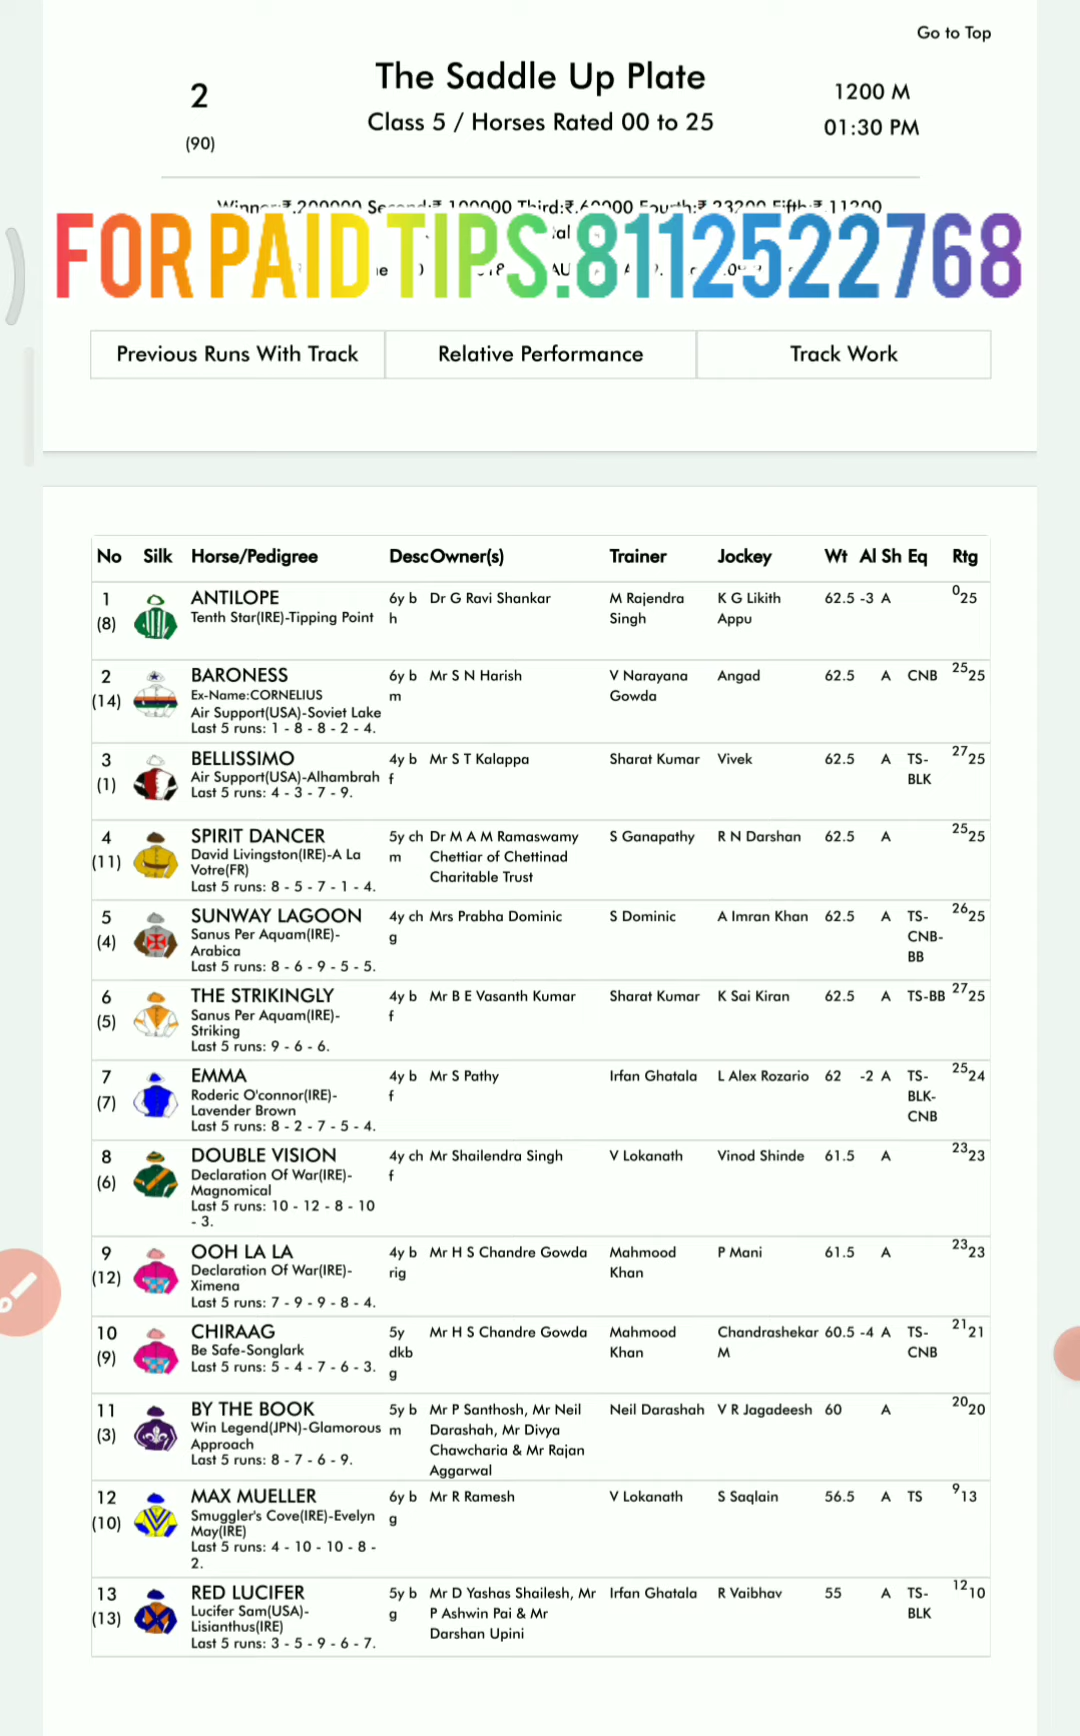 Go to Top
The Saddle Up Plate
2
1200 M
Class 5 / Horses Rated 00 to 25
01:30 PM
(90)
FOR PAID TIPS:8112522768
Previous Runs With Track
Relative Performance
Track Work
No Silk Horse/Pedigree Desc Owner(s) Trainer Jockey Wt Al Sh Eq Rtg
1 ANTILOPE 6y b Dr G Ravi Shankar M Rajendra K G Likith 62.5 -3 A 0 25
(8) Tenth Star(IRE)-Tipping Point h Singh Appu
2 BARONESS 6y b Mr S N Harish V Narayana Angad 62.5 A CNB 25 25
(14) Ex-Name:CORNELIUS m Gowda
Air Support(USA)-Soviet Lake
Last 5 runs: 1 - 8 - 8 - 2 - 4.
3 BELLISSIMO 4y b Mr S T Kalappa Sharat Kumar Vivek 62.5 A TS- 27 25
(1) Air Support(USA)-Alhambrah f BLK
Last 5 runs: 4 - 3 - 7 - 9.
4 SPIRIT DANCER 5y ch Dr M A M Ramaswamy S Ganapathy R N Darshan 62.5 A 25 25
(11) David Livingston(IRE)-A La m Chettiar of Chettinad
Votre(FR) Charitable Trust
Last 5 runs: 8 - 5 - 7 - 1 - 4.
5 SUNWAY LAGOON 4y ch Mrs Prabha Dominic S Dominic A Imran Khan 62.5 A TS- 26 25
(4) Sanus Per Aquam(IRE)- g CNB-
Arabica BB
Last 5 runs: 8 - 6 - 9 - 5 - 5.
6 THE STRIKINGLY 4y b Mr B E Vasanth Kumar Sharat Kumar K Sai Kiran 62.5 A TS-BB 27 25
(5) Sanus Per Aquam(IRE)- f
Striking
Last 5 runs: 9 - 6 - 6.
7 EMMA 4y b Mr S Pathy Irfan Ghatala L Alex Rozario 62 -2 A TS- 25 24
(7) Roderic O'connor(IRE)- f BLK-
Lavender Brown CNB
Last 5 runs: 8 - 2 - 7 - 5 - 4.
8 DOUBLE VISION 4y ch Mr Shailendra Singh V Lokanath Vinod Shinde 61.5 A 23 23
(6) Declaration Of War(IRE)- f
Magnomical
Last 5 runs: 10 - 12 - 8 - 10
- 3.
9 OOH LA LA 4y b Mr H S Chandre Gowda Mahmood P Mani 61.5 A 23 23
(12) Declaration Of War(IRE)- rig Khan
Ximena
Last 5 runs: 7 - 9 - 9 - 8 - 4.
10 CHIRAAG 5y Mr H S Chandre Gowda Mahmood Chandrashekar 60.5 -4 A TS- 21 21
(9) Be Safe-Songlark dkb Khan M CNB
Last 5 runs: 5 - 4 - 7 - 6 - 3. g
11 BY THE BOOK 5y b Mr P Santhosh, Mr Neil Neil Darashah V R Jagadeesh 60 A 20 20
(3) Win Legend(JPN)-Glamorous m Darashah, Mr Divya
Approach Chawcharia & Mr Rajan
Last 5 runs: 8 - 7 - 6 - 9. Aggarwal
12 MAX MUELLER 6y b Mr R Ramesh V Lokanath S Saqlain 56.5 A TS 9 13
(10) Smuggler's Cove(IRE)-Evelyn g
May(IRE)
Last 5 runs: 4 - 10 - 10 - 8 -
2.
13 RED LUCIFER 5y b Mr D Yashas Shailesh, Mr Irfan Ghatala R Vaibhav 55 A TS- 12 10
(13) Lucifer Sam(USA)- g P Ashwin Pai & Mr BLK
Lisianthus(IRE) Darshan Upini
Last 5 runs: 3 - 5 - 9 - 6 - 7.